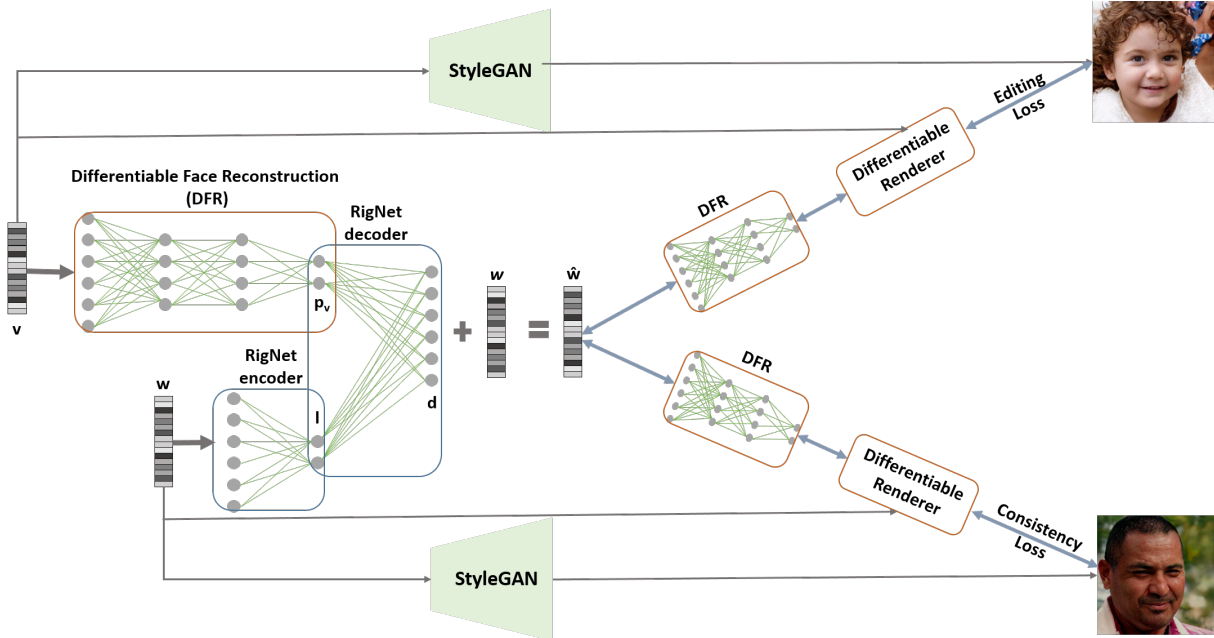 StyleGAN
Editing
Loss
Differentiable
Renderer
Differentiable Face Reconstruction
(DFR)
RigNet
decoder
DFR
v
p_v
w
ŵ
+
=
RigNet
encoder
w
l
d
DFR
Differentiable
Renderer
Consistency
Loss
StyleGAN